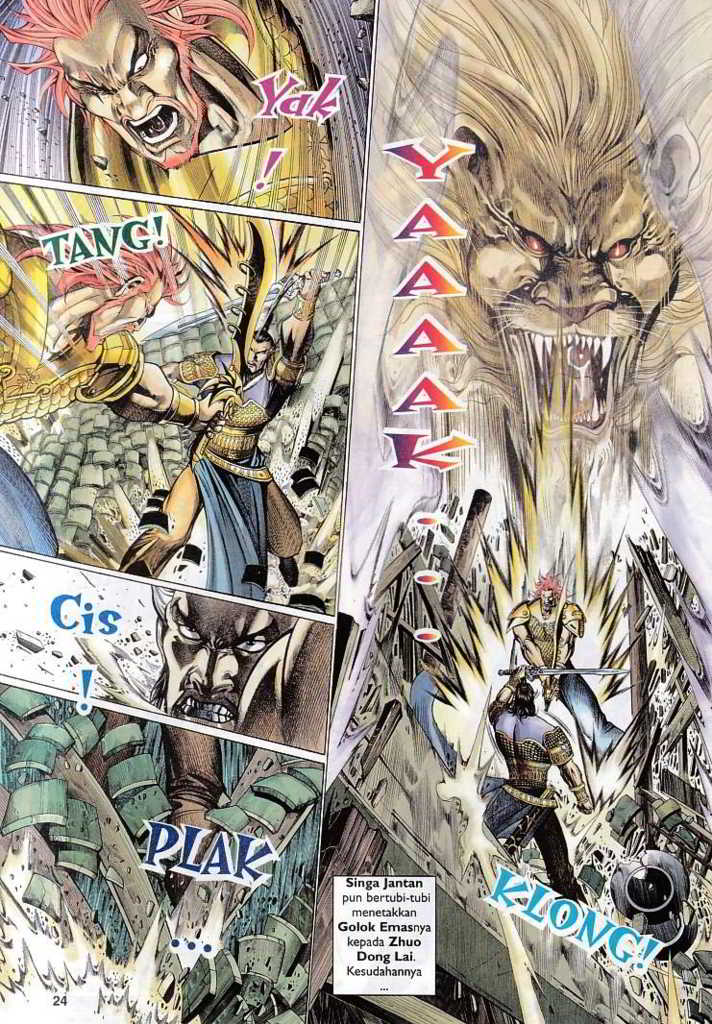 Yak
!
TANG!
Cis
!
PLAK
...
YAAAAAK...
KLONG!
Singa Jantan
pun bertubi-tubi
menetakkan
Golok Emasnya
kepada Zhuo
Dong Lai.
Kesudahannya
...
24